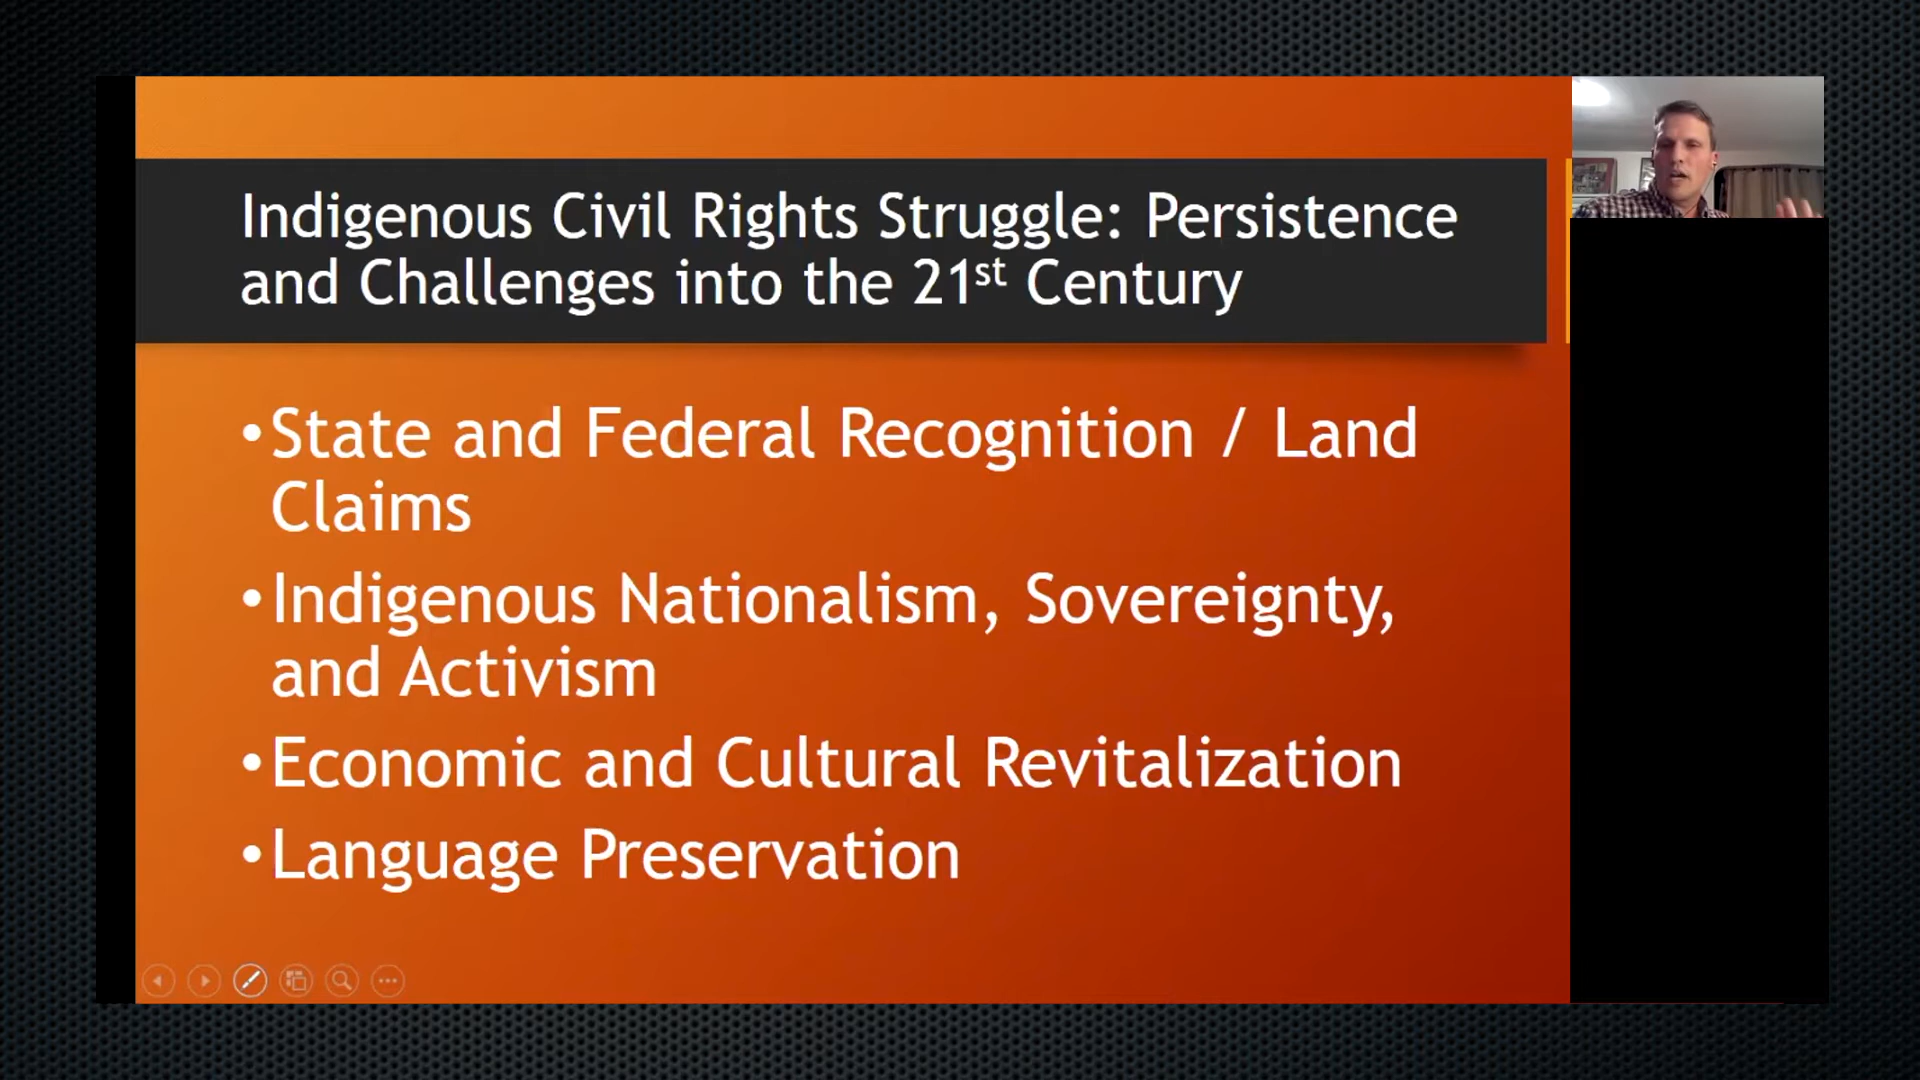 Indigenous Civil Rights Struggle: Persistence
and Challenges into the 21st Century
•State and Federal Recognition / Land
Claims
•Indigenous Nationalism, Sovereignty,
and Activism
•Economic and Cultural Revitalization
•Language Preservation